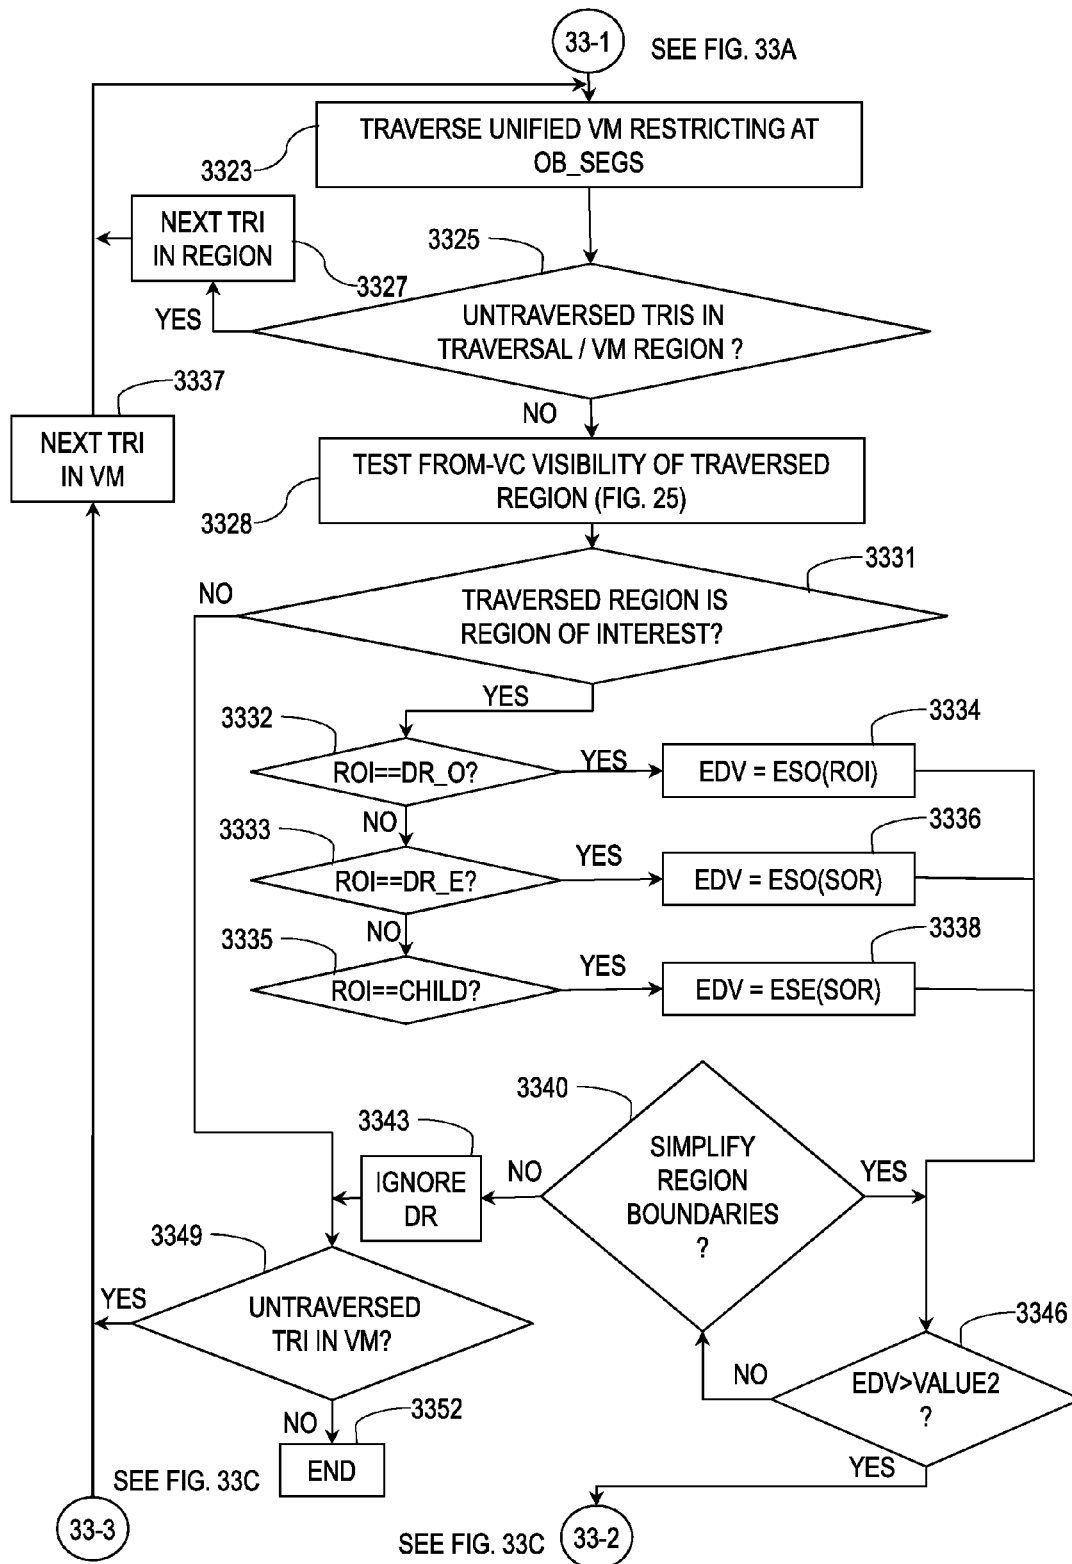 33-1
SEE FIG. 33A
TRAVERSE UNIFIED VM RESTRICTING AT
OB_SEGS
3323
NEXT TRI
IN REGION
3325
3327
YES
UNTRAVERSED TRIS IN
TRAVERSAL / VM REGION ?
3337
NEXT TRI
IN VM
NO
TEST FROM-VC VISIBILITY OF TRAVERSED
REGION (FIG. 25)
3328
3331
NO
TRAVERSED REGION IS
REGION OF INTEREST?
YES
3332
3334
ROI==DR_O?
YES
EDV = ESO(ROI)
NO
3333
3336
ROI==DR_E?
YES
EDV = ESO(SOR)
NO
3335
3338
ROI==CHILD?
YES
EDV = ESE(SOR)
3340
3343
SIMPLIFY
REGION
BOUNDARIES
?
NO
YES
IGNORE
DR
3349
YES
UNTRAVERSED
TRI IN VM?
3346
NO
EDV>VALUE2
?
NO
3352
END
YES
SEE FIG. 33C
33-3
SEE FIG. 33C
33-2